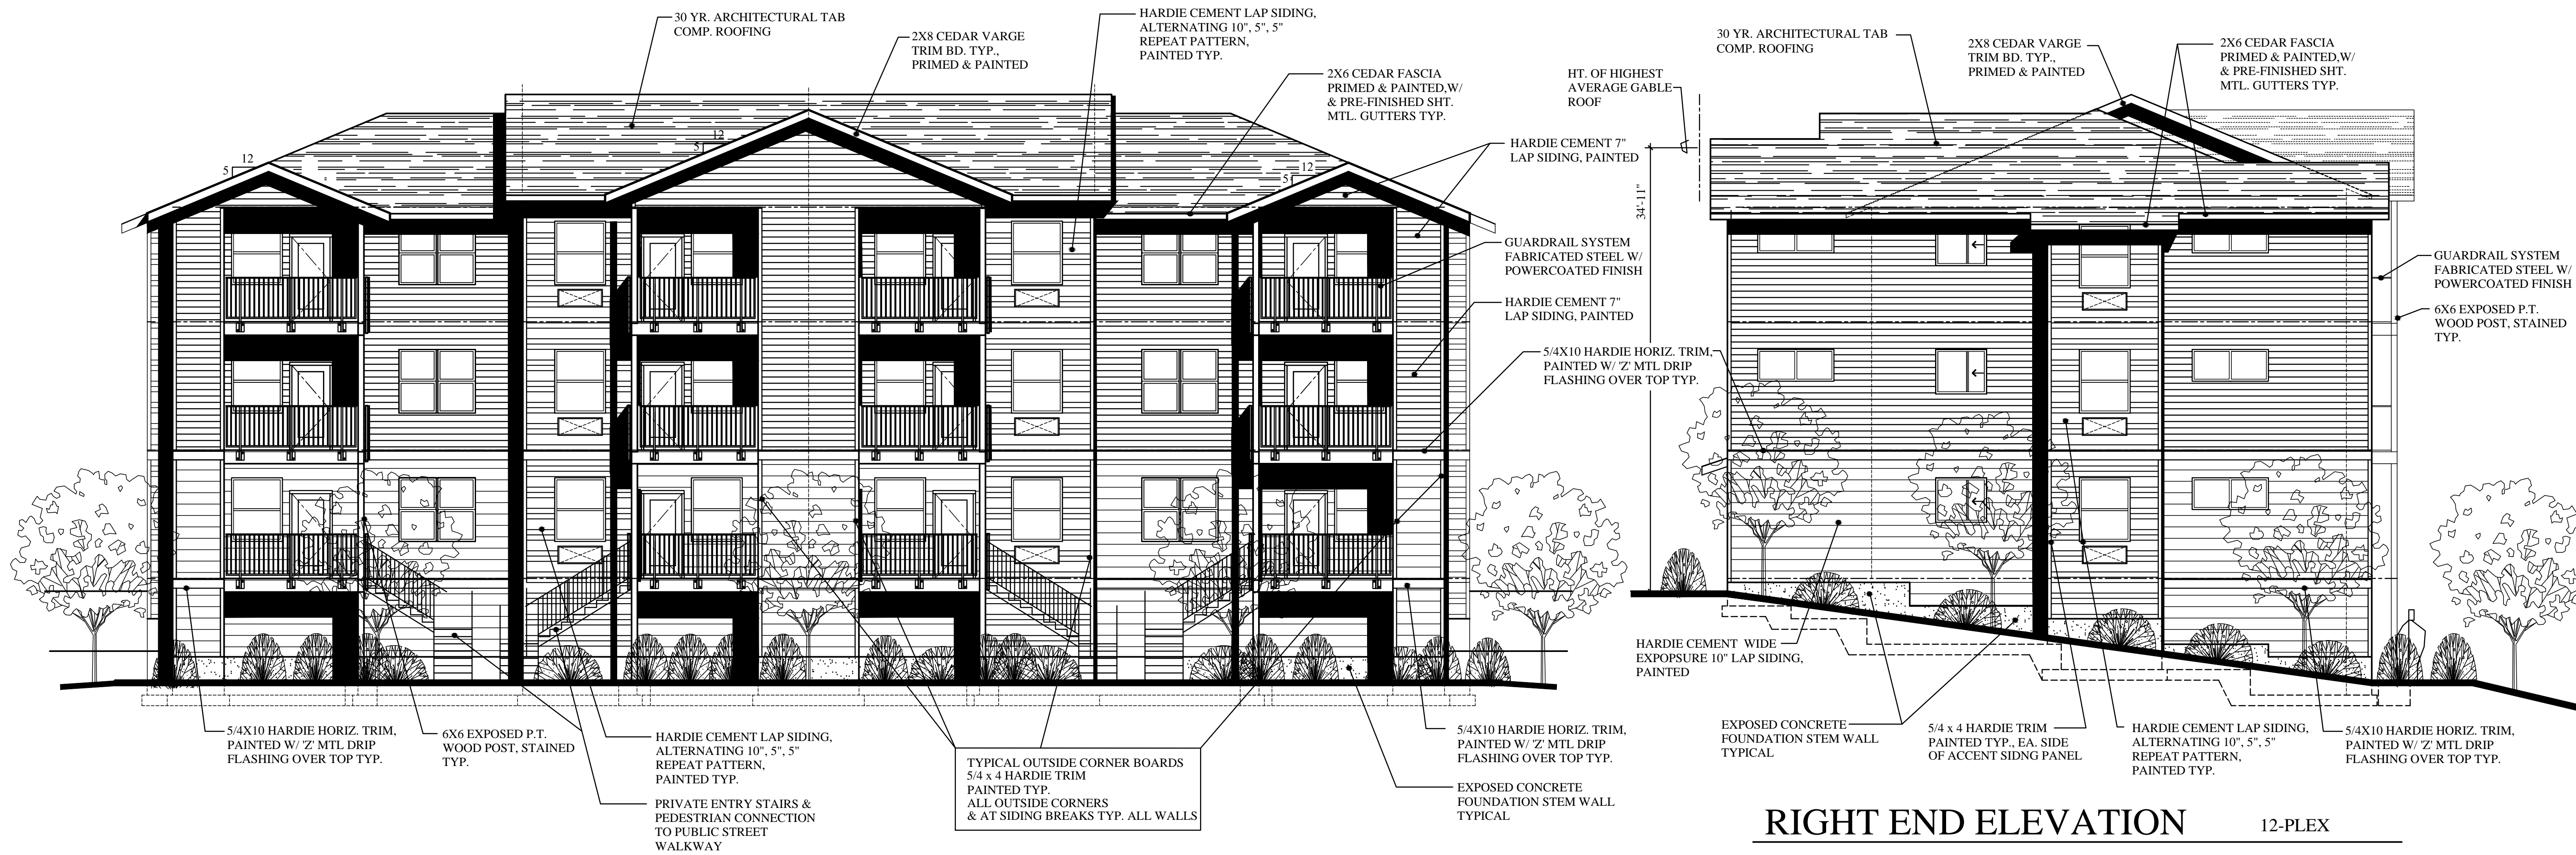 30 YR. ARCHITECTURAL TAB
COMP. ROOFING
2X8 CEDAR VARGE
TRIM BD. TYP.,
PRIMED & PAINTED
HARDIE CEMENT LAP SIDING,
ALTERNATING 10", 5", 5"
REPEAT PATTERN,
PAINTED TYP.
2X6 CEDAR FASCIA
PRIMED & PAINTED,W/
& PRE-FINISHED SHT.
MTL. GUTTERS TYP.
HARDIE CEMENT 7"
LAP SIDING, PAINTED
GUARDRAIL SYSTEM
FABRICATED STEEL W/
POWERCOATED FINISH
HARDIE CEMENT 7"
LAP SIDING, PAINTED
5/4X10 HARDIE HORIZ. TRIM,
PAINTED W/ 'Z' MTL DRIP
FLASHING OVER TOP TYP.
12
5
12
5
12
5
5/4X10 HARDIE HORIZ. TRIM,
PAINTED W/ 'Z' MTL DRIP
FLASHING OVER TOP TYP.
6X6 EXPOSED P.T.
WOOD POST, STAINED
TYP.
HARDIE CEMENT LAP SIDING,
ALTERNATING 10", 5", 5"
REPEAT PATTERN,
PAINTED TYP.
PRIVATE ENTRY STAIRS &
PEDESTRIAN CONNECTION
TO PUBLIC STREET
WALKWAY
TYPICAL OUTSIDE CORNER BOARDS
5/4 x 4 HARDIE TRIM
PAINTED TYP.
ALL OUTSIDE CORNERS
& AT SIDING BREAKS TYP. ALL WALLS
5/4X10 HARDIE HORIZ. TRIM,
PAINTED W/ 'Z' MTL DRIP
FLASHING OVER TOP TYP.
EXPOSED CONCRETE
FOUNDATION STEM WALL
TYPICAL
HT. OF HIGHEST
AVERAGE GABLE
ROOF
34'-11"
30 YR. ARCHITECTURAL TAB
COMP. ROOFING
2X8 CEDAR VARGE
TRIM BD. TYP.,
PRIMED & PAINTED
2X6 CEDAR FASCIA
PRIMED & PAINTED,W/
& PRE-FINISHED SHT.
MTL. GUTTERS TYP.
GUARDRAIL SYSTEM
FABRICATED STEEL W/
POWERCOATED FINISH
6X6 EXPOSED P.T.
WOOD POST, STAINED
TYP.
HARDIE CEMENT WIDE
EXPOPSURE 10" LAP SIDING,
PAINTED
EXPOSED CONCRETE
FOUNDATION STEM WALL
TYPICAL
5/4 x 4 HARDIE TRIM
PAINTED TYP., EA. SIDE
OF ACCENT SIDNG PANEL
HARDIE CEMENT LAP SIDING,
ALTERNATING 10", 5", 5"
REPEAT PATTERN,
PAINTED TYP.
5/4X10 HARDIE HORIZ. TRIM,
PAINTED W/ 'Z' MTL DRIP
FLASHING OVER TOP TYP.
RIGHT END ELEVATION 12-PLEX